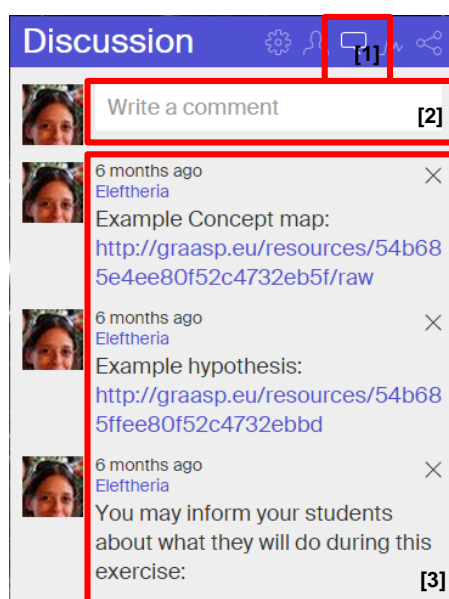 Discussion
[1]
Write a comment
[2]
6 months ago
Eleftheria
Example Concept map:
http://graasp.eu/resources/54b68
5e4ee80f52c4732eb5f/raw
6 months ago
Eleftheria
Example hypothesis:
http://graasp.eu/resources/54b68
5ffee80f52c4732ebbd
6 months ago
Eleftheria
You may inform your students
about what they will do during this
exercise:
[3]